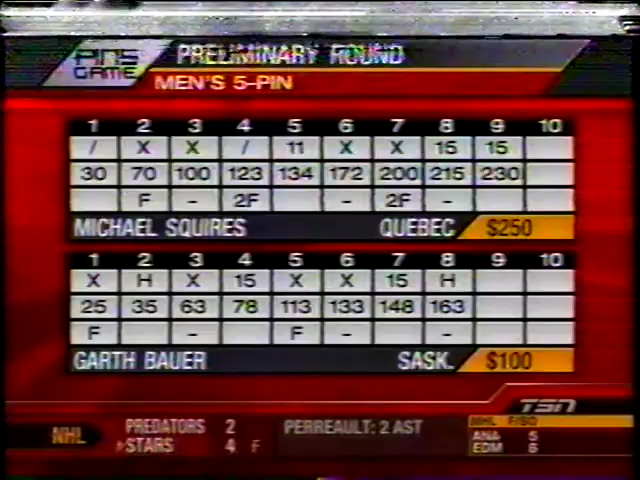 PINS GAME
PRELIMINARY ROUND
MEN'S 5-PIN
1 2 3 4 5 6 7 8 9 10
/ X X / 11 X X 15 15
30 70 100 123 134 172 200 215 230
F - 2F - 2F
MICHAEL SQUIRES QUEBEC $250
1 2 3 4 5 6 7 8 9 10
X H X 15 X X 15 H
25 35 63 78 113 133 148 163
F - F - -
GARTH BAUER SASK. $100
TSN
NHL
PREDATORS 2
STARS 4 F
PERREAULT: 2 AST
NHL F/SO
ANA 5
EDM 6